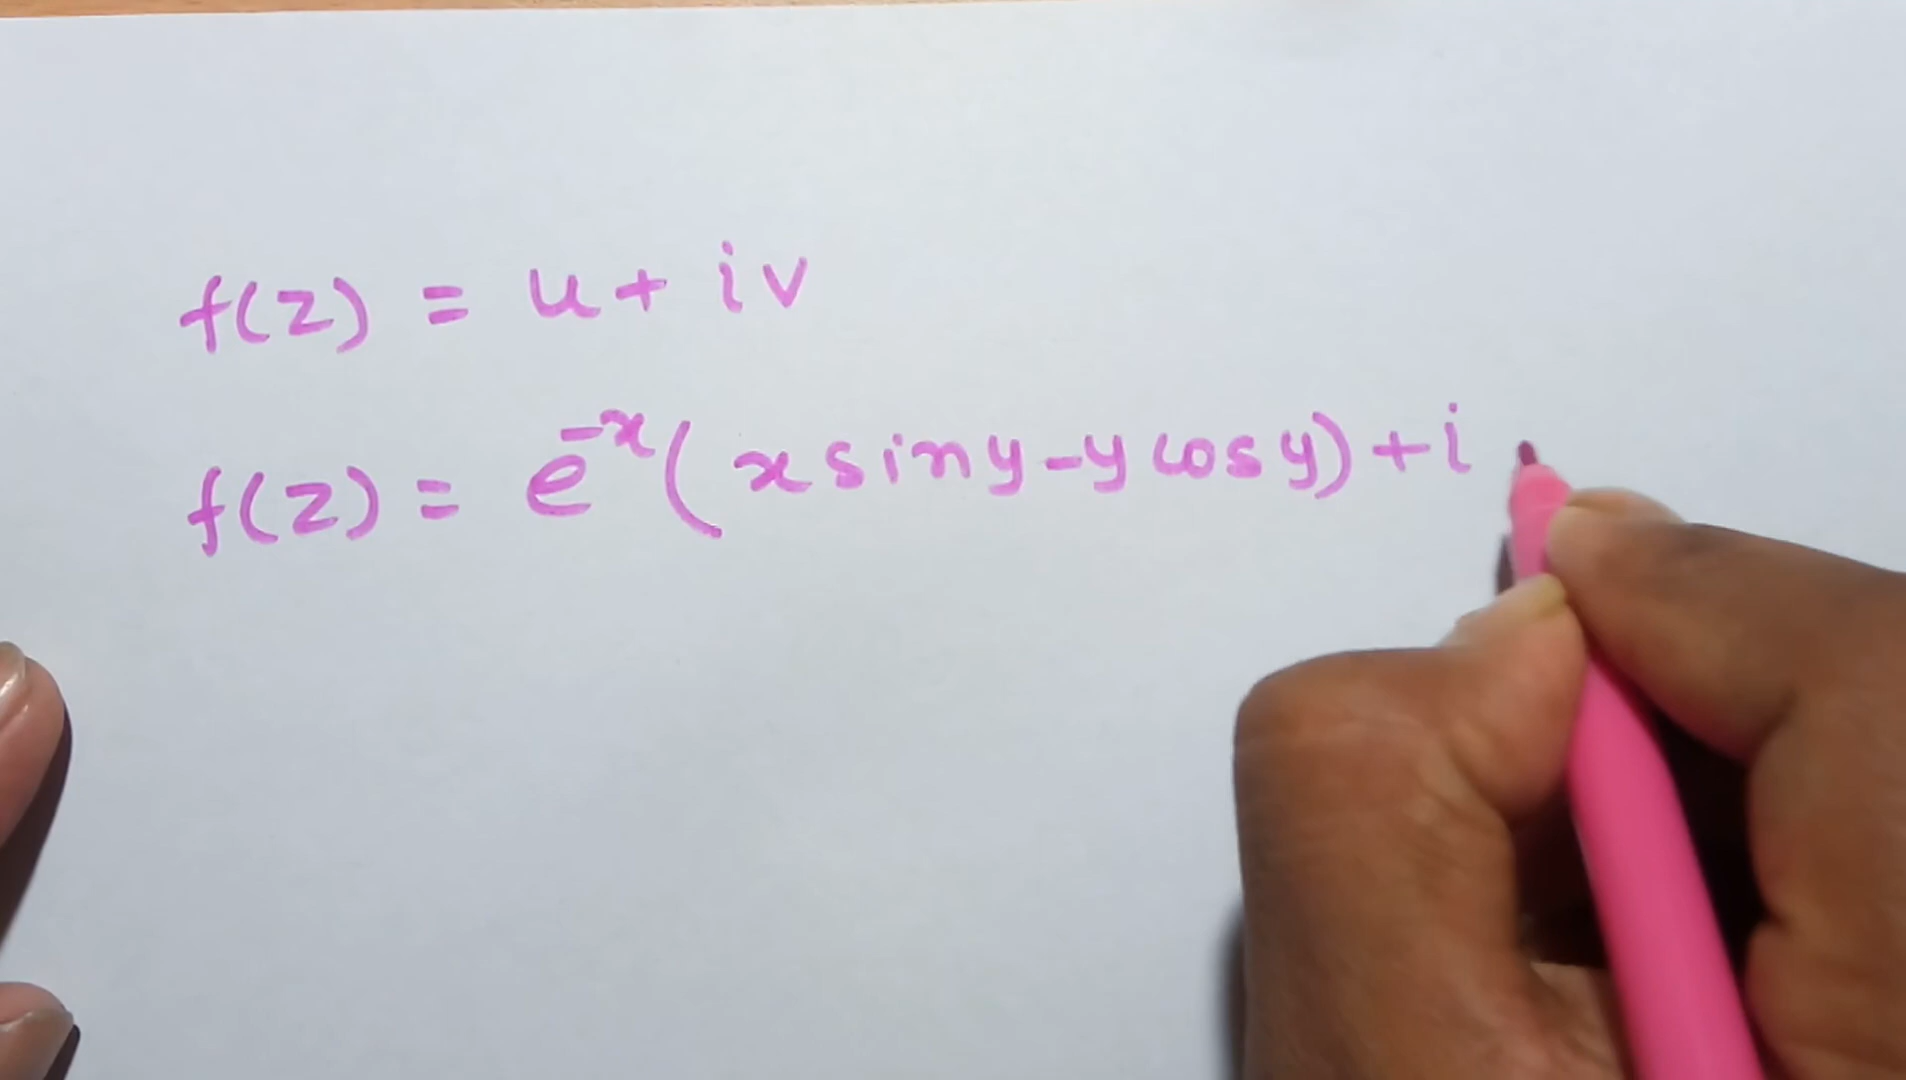 f(z) = u + iv
f(z) = e^{-x}(x sin y - y cos y) + i